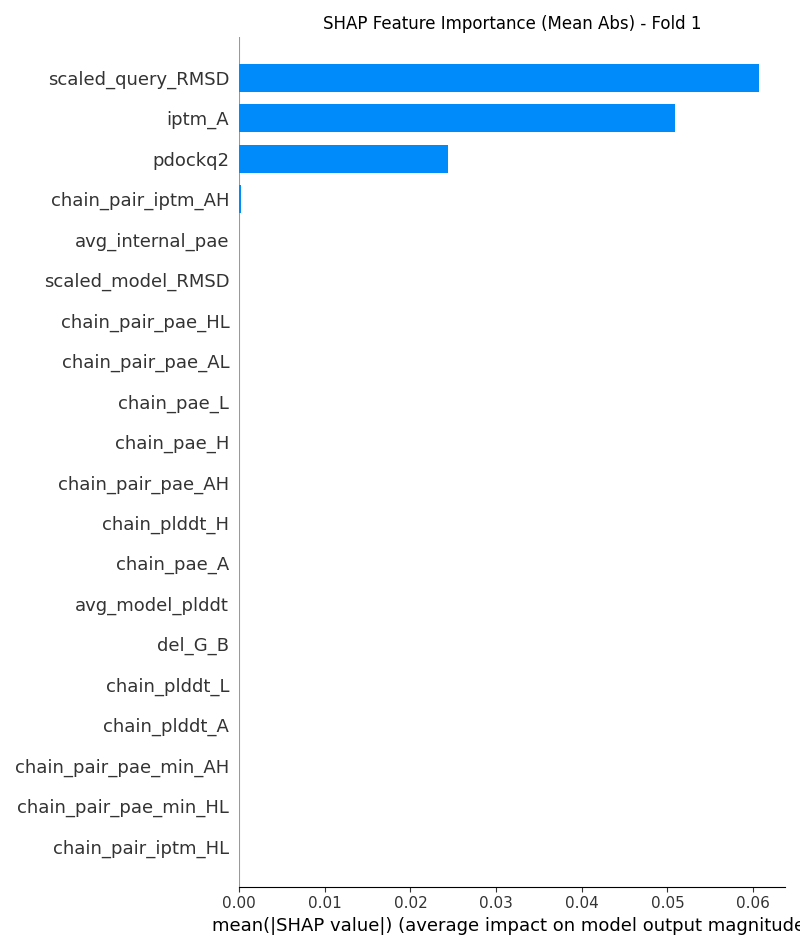 SHAP Feature Importance (Mean Abs) - Fold 1
scaled_query_RMSD
iptm_A
pdockq2
chain_pair_iptm_AH
avg_internal_pae
scaled_model_RMSD
chain_pair_pae_HL
chain_pair_pae_AL
chain_pae_L
chain_pae_H
chain_pair_pae_AH
chain_plddt_H
chain_pae_A
avg_model_plddt
del_G_B
chain_plddt_L
chain_plddt_A
chain_pair_pae_min_AH
chain_pair_pae_min_HL
chain_pair_iptm_HL
0.00 0.01 0.02 0.03 0.04 0.05 0.06
mean(|SHAP value|) (average impact on model output magnitude